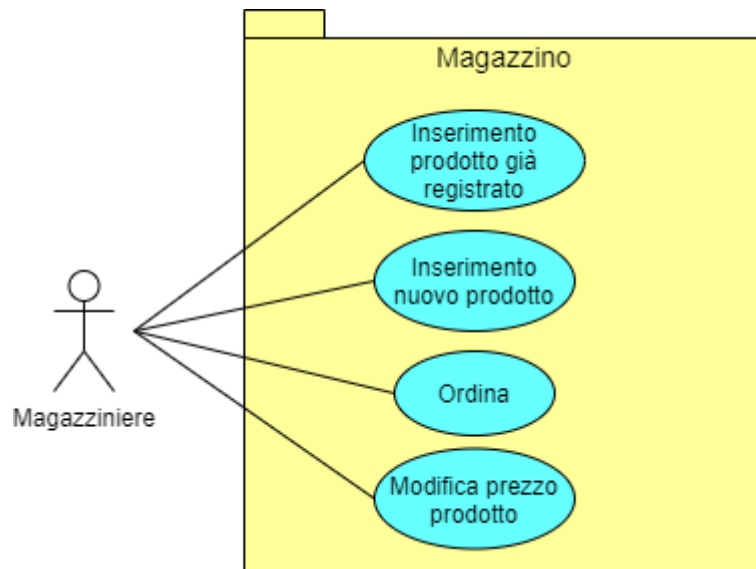 Magazzino
Inserimento
prodotto già
registrato
Inserimento
nuovo prodotto
Ordina
Magazziniere
Modifica prezzo
prodotto